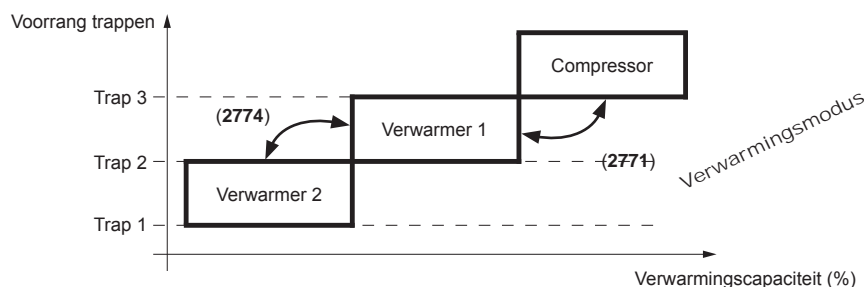 Voorrang trappen
Compressor
Trap 3
(2774)
Verwarmer 1
Verwarmingsmodus
Trap 2
(2771)
Verwarmer 2
Trap 1
Verwarmingscapaciteit (%)